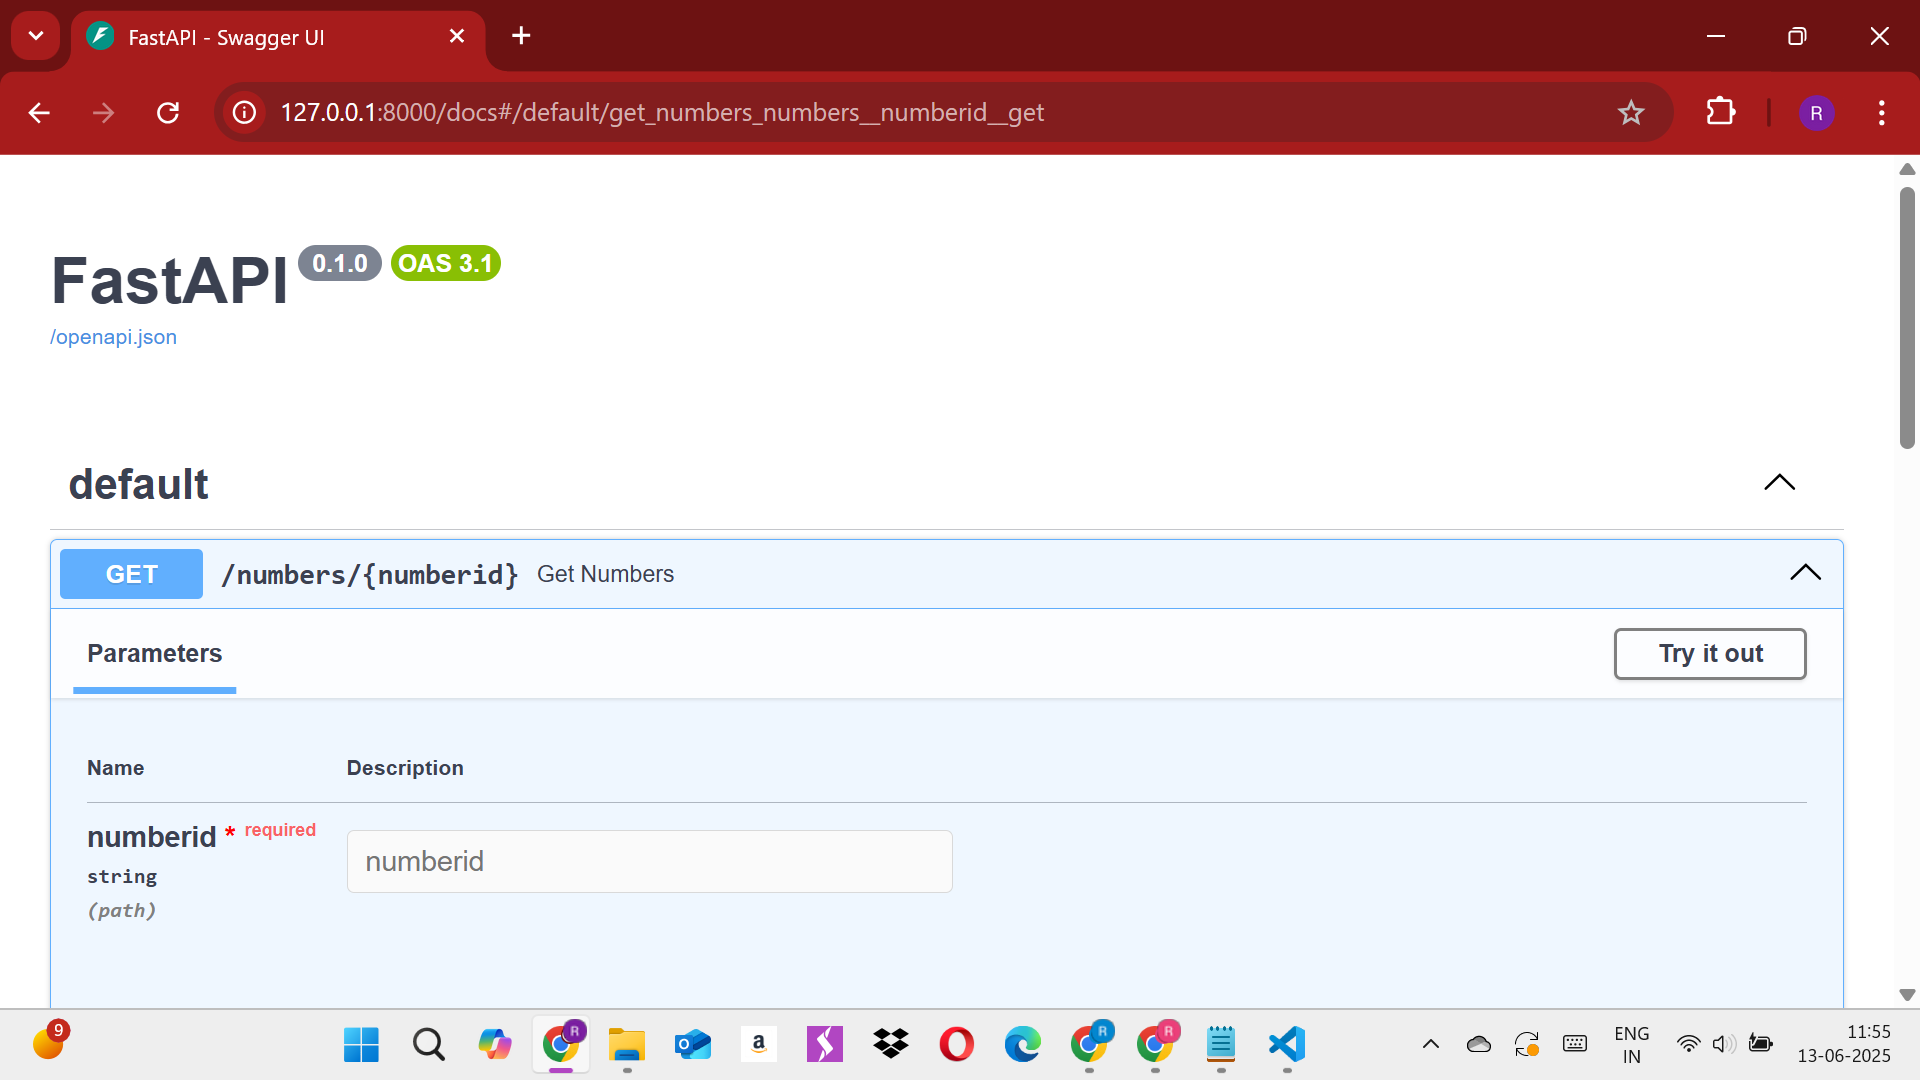 FastAPI - Swagger UI
127.0.0.1:8000/docs#/default/get_numbers_numbers__numberid__get
R
FastAPI 0.1.0 OAS 3.1
/openapi.json
default
GET /numbers/{numberid} Get Numbers
Parameters
Try it out
Name Description
numberid * required
string
(path)
numberid
9
R
O
a
R
R
ENG
IN
11:55
13-06-2025